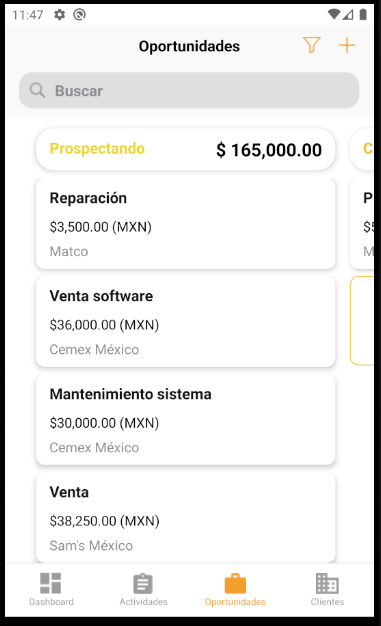 11:47
Oportunidades
Buscar
Prospectando $ 165,000.00
Reparación
$3,500.00 (MXN)
Matco
Venta software
$36,000.00 (MXN)
Cemex México
Mantenimiento sistema
$30,000.00 (MXN)
Cemex México
Venta
$38,250.00 (MXN)
Sam's México
Dashboard Actividades Oportunidades Clientes